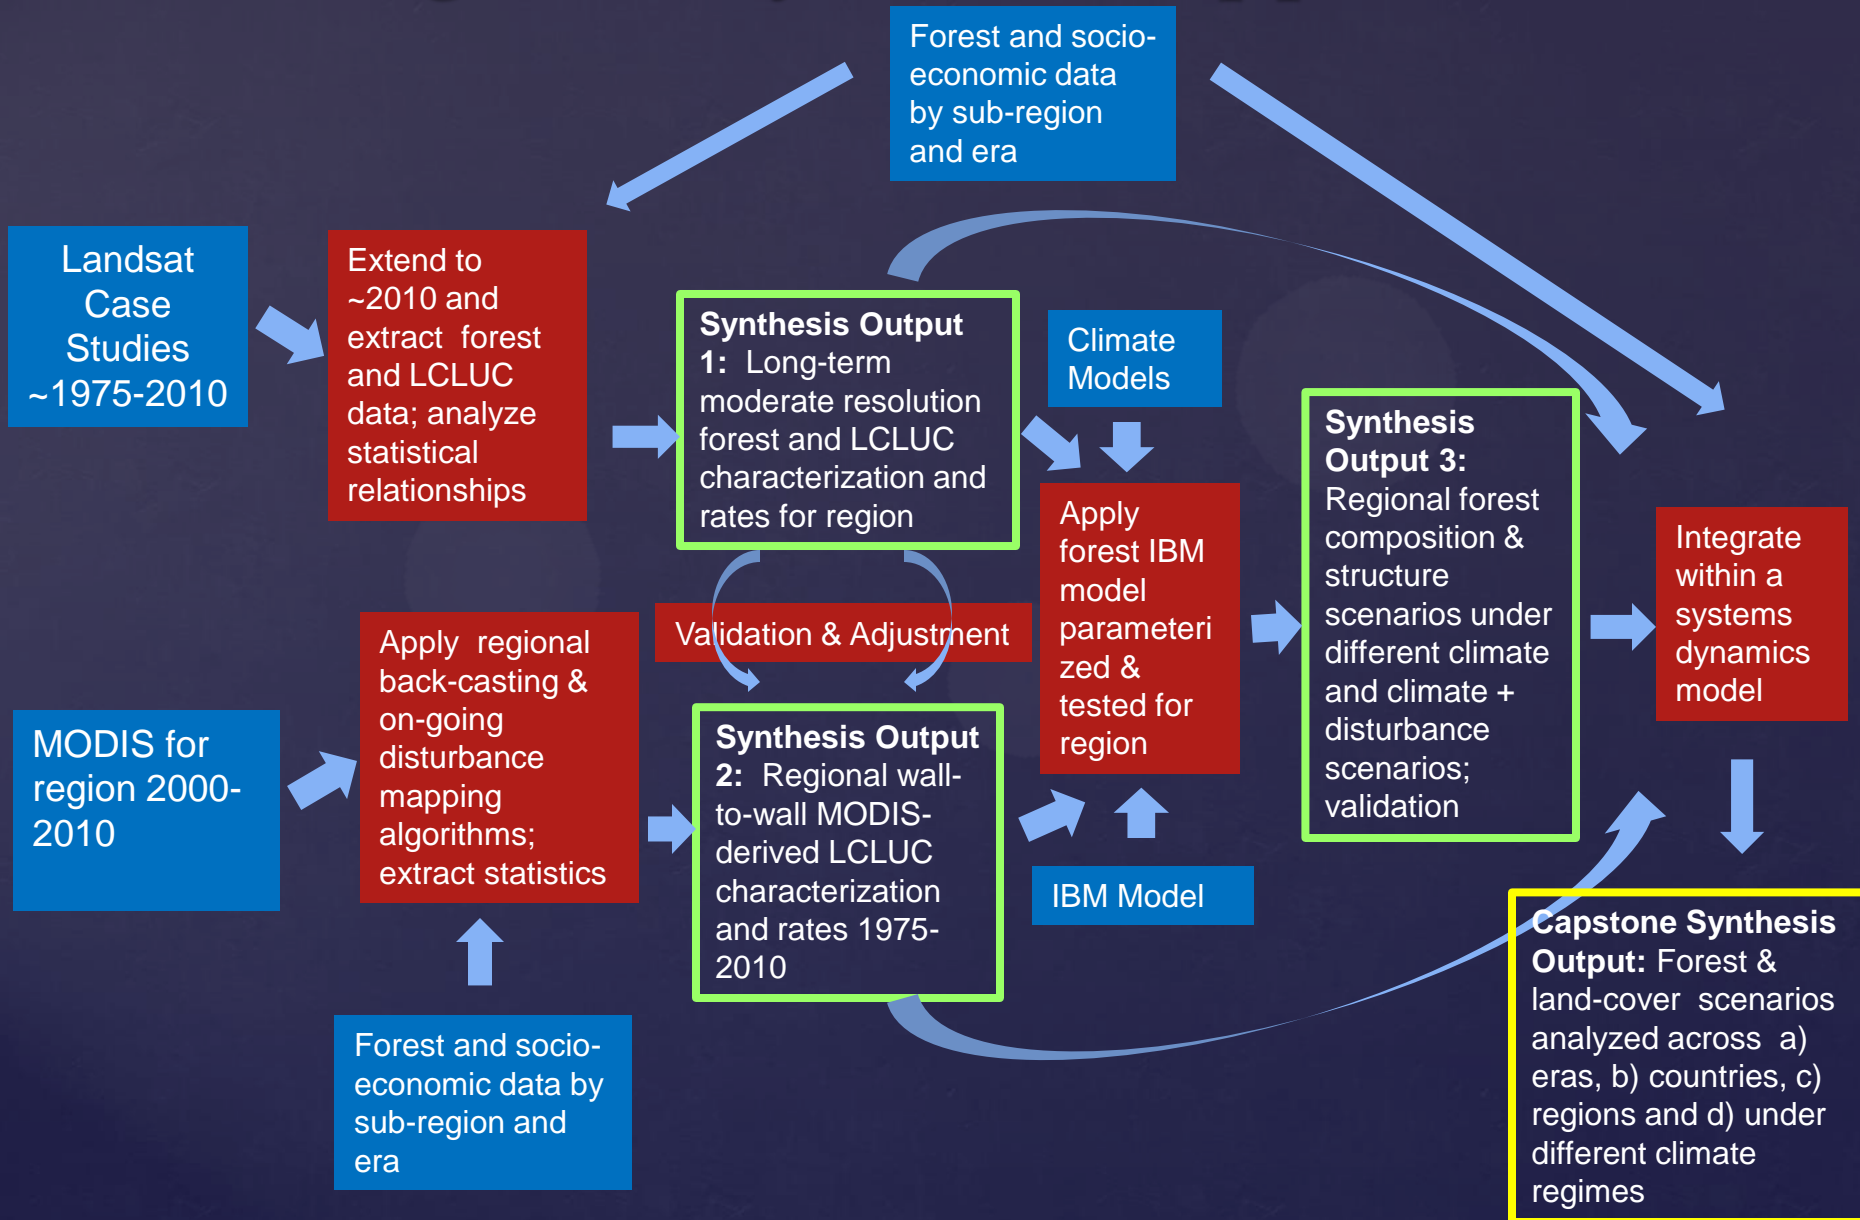 Forest and socio-
economic data
by sub-region
and era
Landsat
Case
Studies
~1975-2010
Extend to
~2010 and
extract forest
and LCLUC
data; analyze
statistical
relationships
Synthesis Output
1: Long-term
moderate resolution
forest and LCLUC
characterization and
rates for region
Climate
Models
Apply
forest IBM
model
parameteri
zed &
tested for
region
Synthesis
Output 3:
Regional forest
composition &
structure
scenarios under
different climate
and climate +
disturbance
scenarios;
validation
Integrate
within a
systems
dynamics
model
Validation & Adjustment
MODIS for
region 2000-
2010
Apply regional
back-casting &
on-going
disturbance
mapping
algorithms;
extract statistics
Synthesis Output
2: Regional wall-
to-wall MODIS-
derived LCLUC
characterization
and rates 1975-
2010
IBM Model
Forest and socio-
economic data by
sub-region and
era
Capstone Synthesis
Output: Forest &
land-cover scenarios
analyzed across a)
eras, b) countries, c)
regions and d) under
different climate
regimes